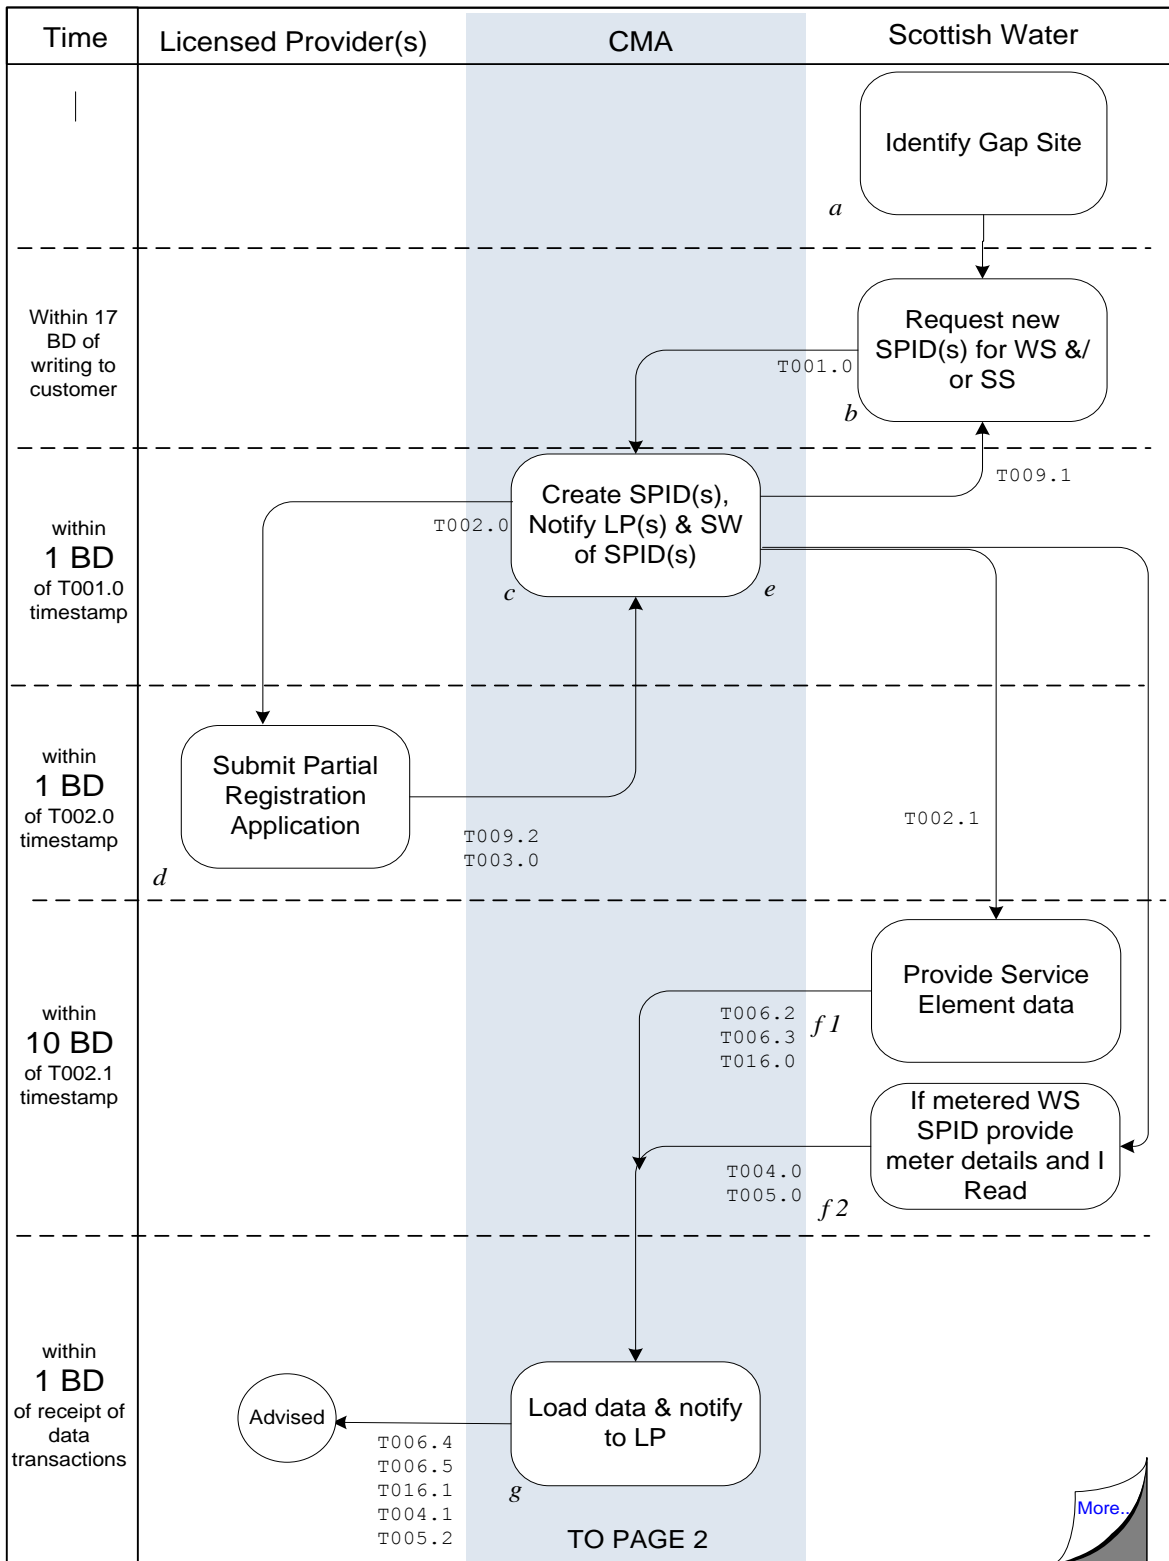 Time
Licensed Provider(s)
CMA
Scottish Water
Identify Gap Site
a
Within 17
BD of
writing to
customer
Request new
SPID(s) for WS &/
or SS
T001.0
b
within
1 BD
of T001.0
timestamp
T002.0
Create SPID(s),
Notify LP(s) & SW
of SPID(s)
c
e
T009.1
within
1 BD
of T002.0
timestamp
Submit Partial
Registration
Application
d
T009.2
T003.0
T002.1
within
10 BD
of T002.1
timestamp
Provide Service
Element data
T006.2
T006.3
T016.0
f1
If metered WS
SPID provide
meter details and I
Read
T004.0
T005.0
f2
within
1 BD
of receipt of
data
transactions
Advised
Load data & notify
to LP
T006.4
T006.5
T016.1
T004.1
T005.2
g
TO PAGE 2
More..